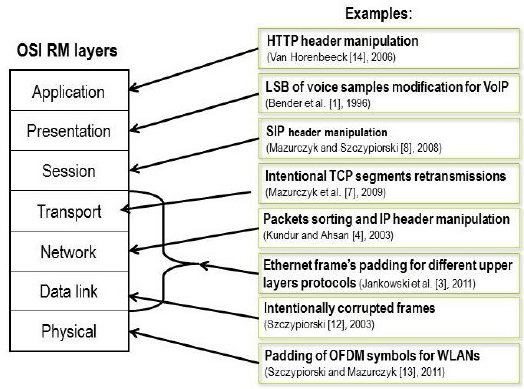 Examples:
OSI RM layers
Application
Presentation
Session
Transport
Network
Data link
Physical
HTTP header manipulation
(Van Horenbeeck [14], 2006)
LSB of voice samples modification for VoIP
(Bender et al. [1], 1996)
SIP header manipulation
(Mazurczyk and Szczypiorski [8], 2008)
Intentional TCP segments retransmissions
(Mazurczyk et al. [7], 2009)
Packets sorting and IP header manipulation
(Kundur and Ahsan [4], 2003)
Ethernet frame's padding for different upper
layers protocols (Jankowski et al. [3], 2011)
Intentionally corrupted frames
(Szczypiorski [12], 2003)
Padding of OFDM symbols for WLANs
(Szczypiorski and Mazurczyk [13], 2011)